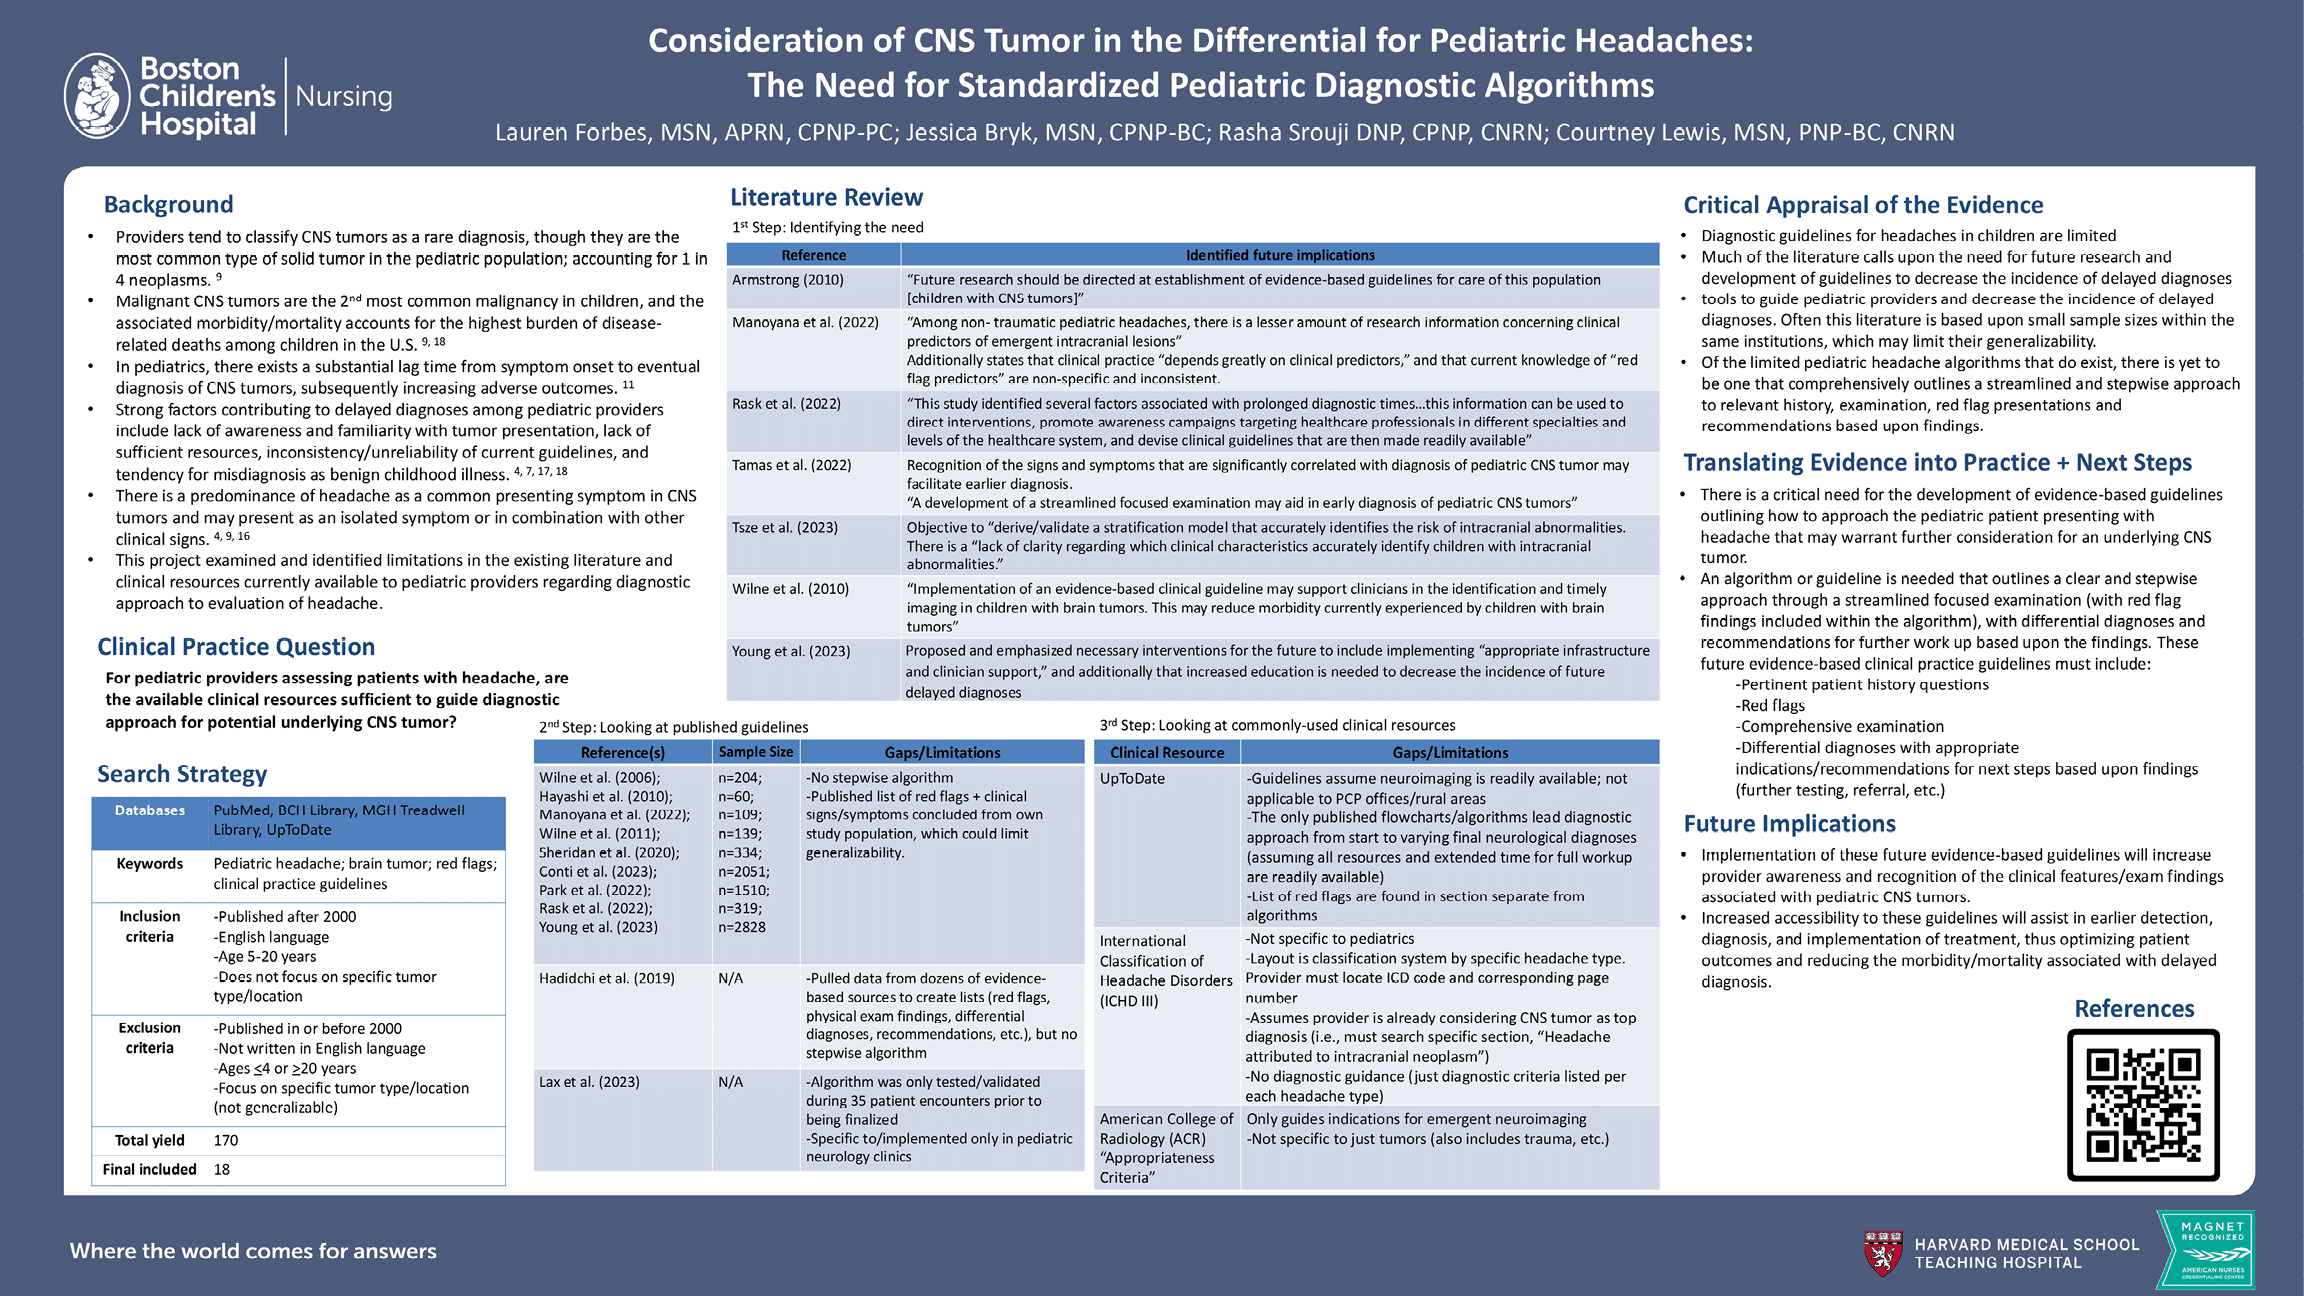 Boston
Children's
Hospital
Nursing
Consideration of CNS Tumor in the Differential for Pediatric Headaches:
The Need for Standardized Pediatric Diagnostic Algorithms
Lauren Forbes, MSN, APRN, CPNP-PC; Jessica Bryk, MSN, CPNP-BC; Rasha Srouji DNP, CPNP, CNRN; Courtney Lewis, MSN, PNP-BC, CNRN
Background
• Providers tend to classify CNS tumors as a rare diagnosis, though they are the
most common type of solid tumor in the pediatric population; accounting for 1 in
4 neoplasms. 9
• Malignant CNS tumors are the 2nd most common malignancy in children, and the
associated morbidity/mortality accounts for the highest burden of disease-
related deaths among children in the U.S. 9, 18
• In pediatrics, there exists a substantial lag time from symptom onset to eventual
diagnosis of CNS tumors, subsequently increasing adverse outcomes. 11
• Strong factors contributing to delayed diagnoses among pediatric providers
include lack of awareness and familiarity with tumor presentation, lack of
sufficient resources, inconsistency/unreliability of current guidelines, and
tendency for misdiagnosis as benign childhood illness. 4, 7, 17, 18
• There is a predominance of headache as a common presenting symptom in CNS
tumors and may present as an isolated symptom or in combination with other
clinical signs. 4, 9, 16
• This project examined and identified limitations in the existing literature and
clinical resources currently available to pediatric providers regarding diagnostic
approach to evaluation of headache.
Clinical Practice Question
For pediatric providers assessing patients with headache, are
the available clinical resources sufficient to guide diagnostic
approach for potential underlying CNS tumor?
Search Strategy
Databases
PubMed, BCH Library, MGH Treadwell
Library, UpToDate
Keywords
Pediatric headache; brain tumor; red flags;
clinical practice guidelines
Inclusion
criteria
-Published after 2000
-English language
-Age 5-20 years
-Does not focus on specific tumor
type/location
Exclusion
criteria
-Published in or before 2000
-Not written in English language
-Ages ≤4 or ≥20 years
-Focus on specific tumor type/location
(not generalizable)
Total yield
170
Final included
18
Literature Review
1st Step: Identifying the need
Reference
Identified future implications
Armstrong (2010)
“Future research should be directed at establishment of evidence-based guidelines for care of this population
[children with CNS tumors]”
Manoyana et al. (2022)
“Among non- traumatic pediatric headaches, there is a lesser amount of research information concerning clinical
predictors of emergent intracranial lesions”
Additionally states that clinical practice “depends greatly on clinical predictors,” and that current knowledge of “red
flag predictors” are non-specific and inconsistent.
Rask et al. (2022)
“This study identified several factors associated with prolonged diagnostic times…this information can be used to
direct interventions, promote awareness campaigns targeting healthcare professionals in different specialties and
levels of the healthcare system, and devise clinical guidelines that are then made readily available”
Tamas et al. (2022)
Recognition of the signs and symptoms that are significantly correlated with diagnosis of pediatric CNS tumor may
facilitate earlier diagnosis.
“A development of a streamlined focused examination may aid in early diagnosis of pediatric CNS tumors”
Tsze et al. (2023)
Objective to “derive/validate a stratification model that accurately identifies the risk of intracranial abnormalities.
There is a “lack of clarity regarding which clinical characteristics accurately identify children with intracranial
abnormalities.”
Wilne et al. (2010)
“Implementation of an evidence-based clinical guideline may support clinicians in the identification and timely
imaging in children with brain tumors. This may reduce morbidity currently experienced by children with brain
tumors”
Young et al. (2023)
Proposed and emphasized necessary interventions for the future to include implementing “appropriate infrastructure
and clinician support,” and additionally that increased education is needed to decrease the incidence of future
delayed diagnoses
2nd Step: Looking at published guidelines
Reference(s)
Sample Size
Gaps/Limitations
Wilne et al. (2006);
Hayashi et al. (2010);
Manoyana et al. (2022);
Wilne et al. (2011);
Sheridan et al. (2020);
Conti et al. (2023);
Park et al. (2022);
Rask et al. (2022);
Young et al. (2023)
n=204;
n=60;
n=109;
n=139;
n=334;
n=2051;
n=1510;
n=319;
n=2828
-No stepwise algorithm
-Published list of red flags + clinical
signs/symptoms concluded from own
study population, which could limit
generalizability.
Hadidchi et al. (2019)
N/A
-Pulled data from dozens of evidence-
based sources to create lists (red flags,
physical exam findings, differential
diagnoses, recommendations, etc.), but no
stepwise algorithm
Lax et al. (2023)
N/A
-Algorithm was only tested/validated
during 35 patient encounters prior to
being finalized
-Specific to/implemented only in pediatric
neurology clinics
3rd Step: Looking at commonly-used clinical resources
Clinical Resource
Gaps/Limitations
UpToDate
-Guidelines assume neuroimaging is readily available; not
applicable to PCP offices/rural areas
-The only published flowcharts/algorithms lead diagnostic
approach from start to varying final neurological diagnoses
(assuming all resources and extended time for full workup
are readily available)
-List of red flags are found in section separate from
algorithms
International
Classification of
Headache Disorders
(ICHD III)
-Not specific to pediatrics
-Layout is classification system by specific headache type.
Provider must locate ICD code and corresponding page
number
-Assumes provider is already considering CNS tumor as top
diagnosis (i.e., must search specific section, “Headache
attributed to intracranial neoplasm”)
-No diagnostic guidance (just diagnostic criteria listed per
each headache type)
American College of
Radiology (ACR)
“Appropriateness
Criteria”
Only guides indications for emergent neuroimaging
-Not specific to just tumors (also includes trauma, etc.)
Critical Appraisal of the Evidence
• Diagnostic guidelines for headaches in children are limited
• Much of the literature calls upon the need for future research and
development of guidelines to decrease the incidence of delayed diagnoses
• tools to guide pediatric providers and decrease the incidence of delayed
diagnoses. Often this literature is based upon small sample sizes within the
same institutions, which may limit their generalizability.
• Of the limited pediatric headache algorithms that do exist, there is yet to
be one that comprehensively outlines a streamlined and stepwise approach
to relevant history, examination, red flag presentations and
recommendations based upon findings.
Translating Evidence into Practice + Next Steps
• There is a critical need for the development of evidence-based guidelines
outlining how to approach the pediatric patient presenting with
headache that may warrant further consideration for an underlying CNS
tumor.
• An algorithm or guideline is needed that outlines a clear and stepwise
approach through a streamlined focused examination (with red flag
findings included within the algorithm), with differential diagnoses and
recommendations for further work up based upon the findings. These
future evidence-based clinical practice guidelines must include:
-Pertinent patient history questions
-Red flags
-Comprehensive examination
-Differential diagnoses with appropriate
indications/recommendations for next steps based upon findings
(further testing, referral, etc.)
Future Implications
• Implementation of these future evidence-based guidelines will increase
provider awareness and recognition of the clinical features/exam findings
associated with pediatric CNS tumors.
• Increased accessibility to these guidelines will assist in earlier detection,
diagnosis, and implementation of treatment, thus optimizing patient
outcomes and reducing the morbidity/mortality associated with delayed
diagnosis.
References
Where the world comes for answers
HARVARD MEDICAL SCHOOL
TEACHING HOSPITAL
MAGNET
RECOGNIZED
AMERICAN NURSES
CREDENTIALING CENTER